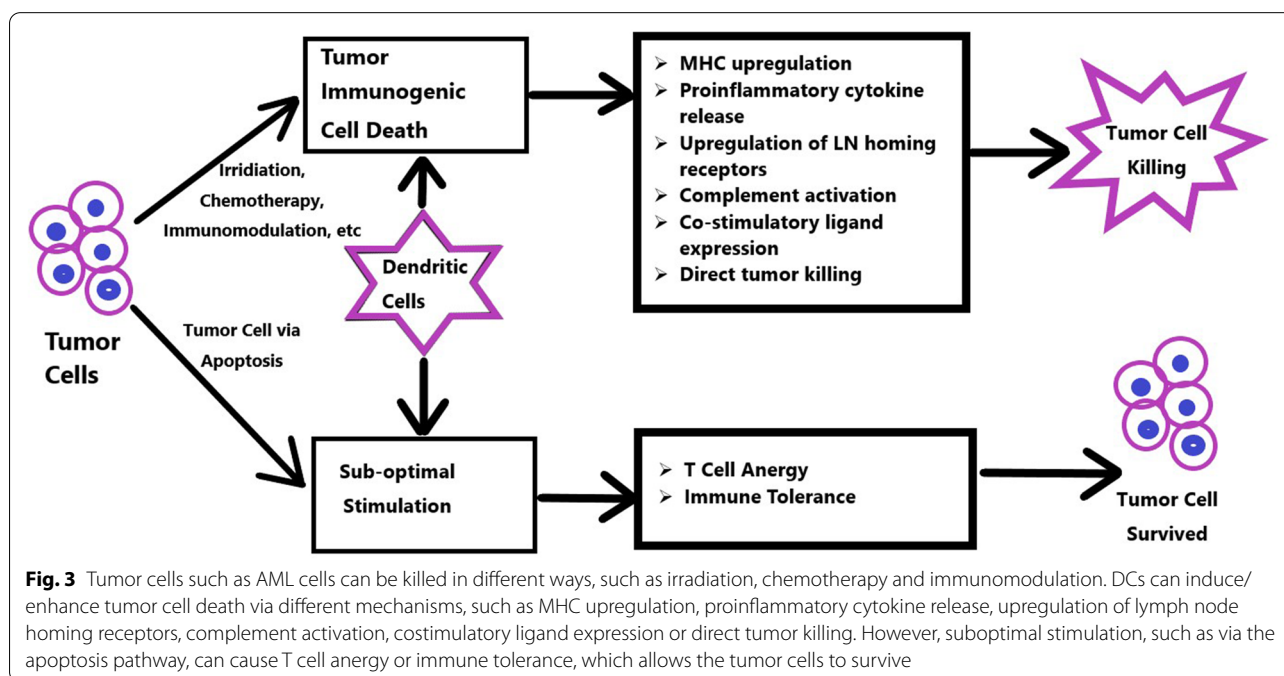 Tumor
Immunogenic
Cell Death
➢ MHC upregulation
➢ Proinflammatory cytokine
release
➢ Upregulation of LN homing
receptors
➢ Complement activation
➢ Co-stimulatory ligand
expression
➢ Direct tumor killing
Tumor Cell
Killing
Irridiation,
Chemotherapy,
Immunomodulation, etc
Dendritic
Cells
Tumor
Cells
Tumor Cell via
Apoptosis
Sub-optimal
Stimulation
➢ T Cell Anergy
➢ Immune Tolerance
Tumor Cell
Survived
Fig. 3 Tumor cells such as AML cells can be killed in different ways, such as irradiation, chemotherapy and immunomodulation. DCs can induce/
enhance tumor cell death via different mechanisms, such as MHC upregulation, proinflammatory cytokine release, upregulation of lymph node
homing receptors, complement activation, costimulatory ligand expression or direct tumor killing. However, suboptimal stimulation, such as via the
apoptosis pathway, can cause T cell anergy or immune tolerance, which allows the tumor cells to survive